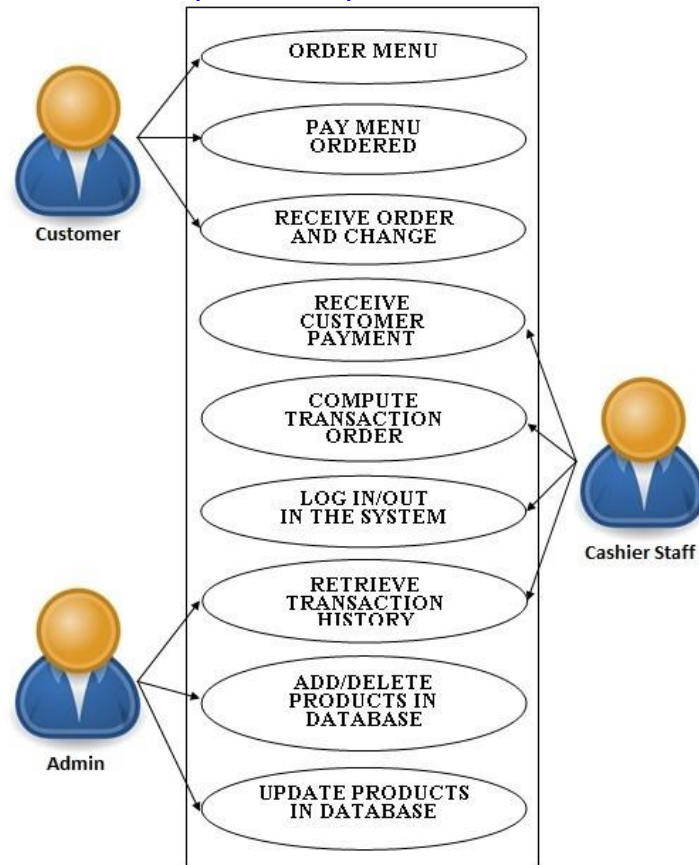 ORDER MENU
PAY MENU
ORDERED
Customer
RECEIVE ORDER
AND CHANGE
RECEIVE
CUSTOMER
PAYMENT
COMPUTE
TRANSACTION
ORDER
LOG IN/OUT
IN THE SYSTEM
Cashier Staff
RETRIEVE
TRANSACTION
HISTORY
ADD/DELETE
PRODUCTS IN
DATABASE
Admin
UPDATE PRODUCTS
IN DATABASE